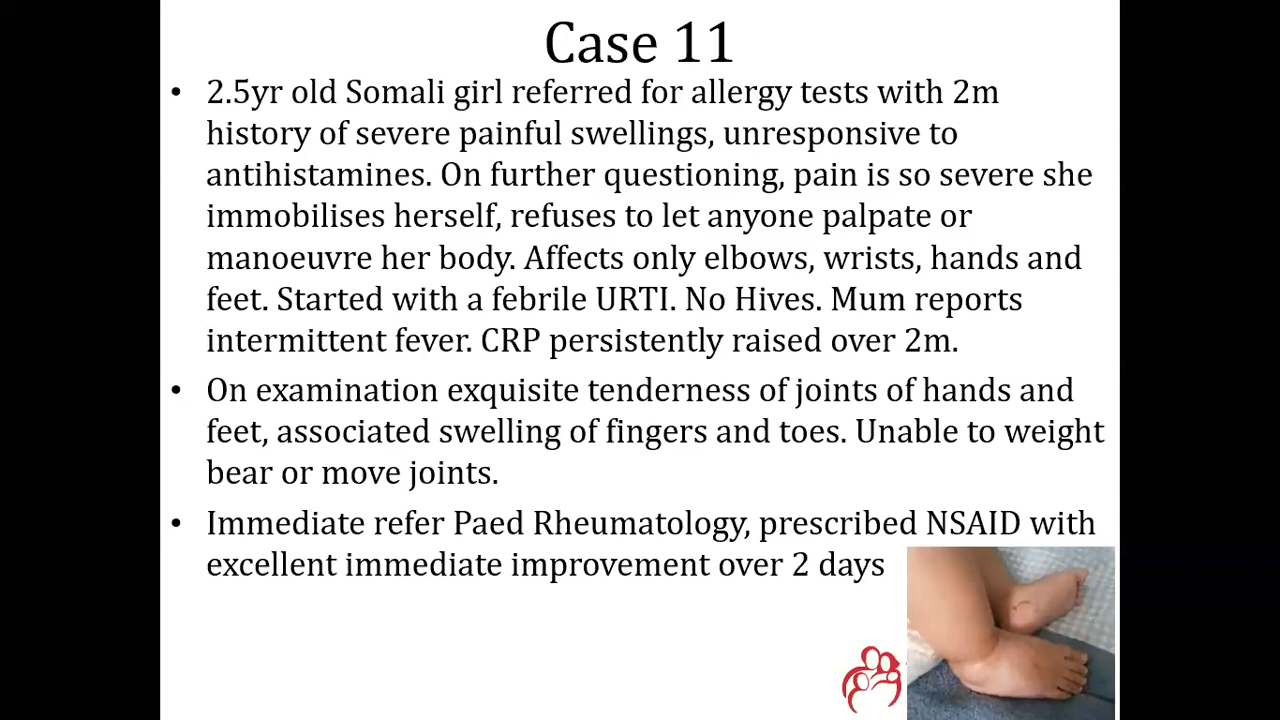 Case 11
• 2.5yr old Somali girl referred for allergy tests with 2m
history of severe painful swellings, unresponsive to
antihistamines. On further questioning, pain is so severe she
immobilises herself, refuses to let anyone palpate or
manoeuvre her body. Affects only elbows, wrists, hands and
feet. Started with a febrile URTI. No Hives. Mum reports
intermittent fever. CRP persistently raised over 2m.
• On examination exquisite tenderness of joints of hands and
feet, associated swelling of fingers and toes. Unable to weight
bear or move joints.
• Immediate refer Paed Rheumatology, prescribed NSAID with
excellent immediate improvement over 2 days